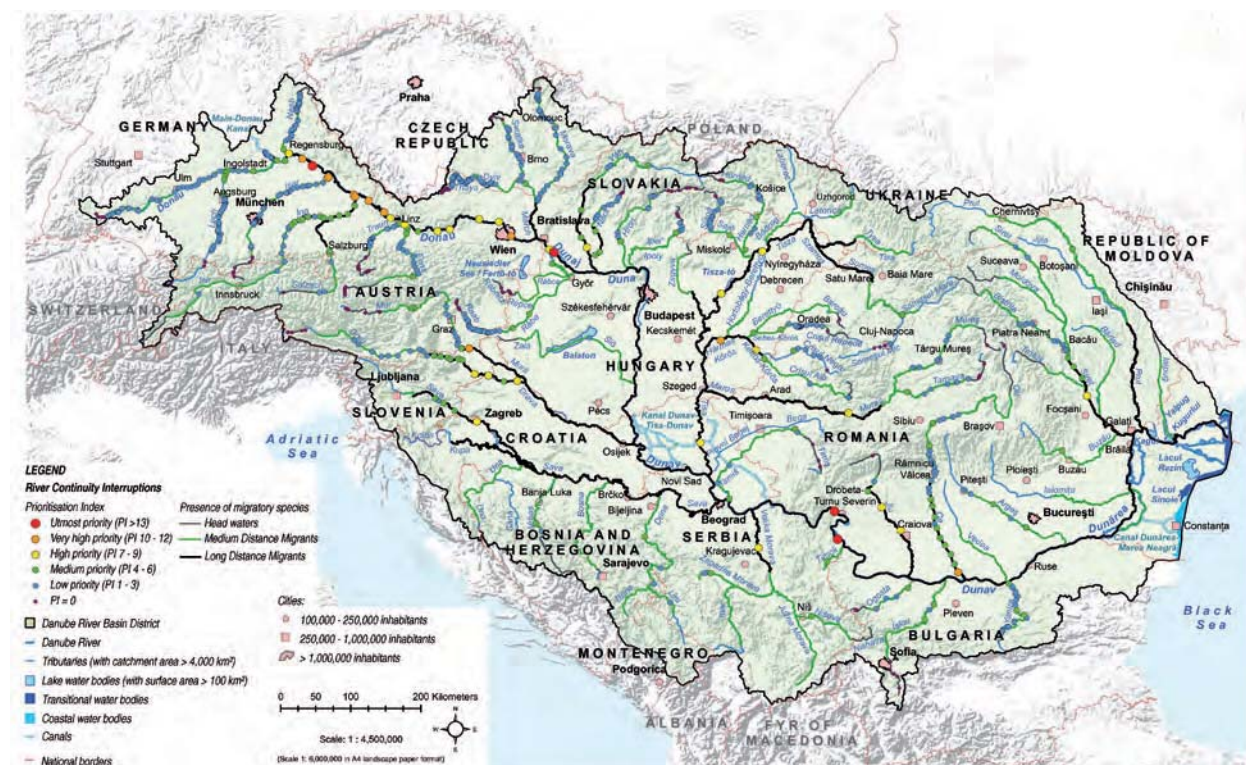 Praha
GERMANY
Main-Donau
Kanal
CZECH
REPUBLIC
Olomouc
POLAND
Stuttgart
Regensburg
Brno
Ingolstadt
Ulm
Donau
Augsburg
München
SLOVAKIA
Košice
Uzhgorod
UKRAINE
Prut
Chernivtsy
Linz
Donau
Wien
Bratislava
Dunaj
Duna
Miskolc
Tisza-tó
Nyíregyháza
Debrecen
Satu Mare
Baia Mare
Suceava
Botoşani
REPUBLIC OF
MOLDOVA
Chişinău
Iaşi
Salzburg
Innsbruck
AUSTRIA
Neusiedler
See / Fertő-tó
Győr
Székesfehérvár
Budapest
Kecskemét
SWITZERLAND
ITALY
Graz
Balaton
HUNGARY
Oradea
Cluj-Napoca
Piatra Neamţ
Bacău
Târgu Mureş
Szeged
Arad
Ljubljana
SLOVENIA
Zagreb
CROATIA
Pécs
Kanal Dunav-
Tisa-Dunav
Timişoara
ROMANIA
Sibiu
Braşov
Focşani
Galaţi
Brăila
Yalpug
Kugurlui
Adriatic
Sea
Kupa
Sava
Osijek
Dunav
Novi Sad
Râmnicu
Vâlcea
Piteşti
Ploieşti
Buzău
Buzău
Ialomiţa
Lacul
Razim
Lacul
Sinoie
Banja Luka
Brčko
Bijeljina
Beograd
Drobeta-
Turnu Severin
Craiova
Bucureşti
Dunărea
Constanţa
Canal Dunărea-
Marea Neagră
BOSNIA AND
HERZEGOVINA
Sarajevo
SERBIA
Kragujevac
Niš
Dunav
Ruse
Pleven
BULGARIA
Sofia
Black
Sea
MONTENEGRO
Podgorica
ALBANIA
FYR OF
MACEDONIA
LEGEND
River Continuity Interruptions
Prioritisation Index
Utmost priority (PI >13)
Very high priority (PI 10 - 12)
High priority (PI 7 - 9)
Medium priority (PI 4 - 6)
Low priority (PI 1 - 3)
PI = 0
Presence of migratory species
Head waters
Medium Distance Migrants
Long Distance Migrants
Danube River Basin District
Danube River
Tributaries (with catchment area > 4,000 km²)
Lake water bodies (with surface area > 100 km²)
Transitional water bodies
Coastal water bodies
Canals
National borders
Cities:
100,000 - 250,000 inhabitants
250,000 - 1,000,000 inhabitants
> 1,000,000 inhabitants
0 50 100 200 Kilometers
Scale: 1 : 4,500,000
(Scale 1: 6,000,000 in A4 landscape paper format)
N
W E
S